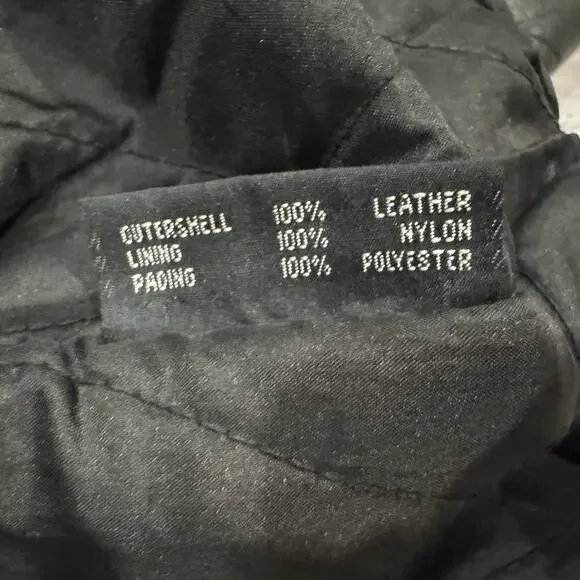 OUTERSHELL 100% LEATHER
LINING 100% NYLON
PADING 100% POLYESTER